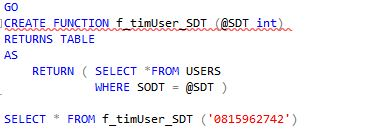 GO
CREATE FUNCTION f_timUser_SDT (@SDT int)
RETURNS TABLE
AS
RETURN ( SELECT *FROM USERS
WHERE SODT = @SDT )
SELECT * FROM f_timUser_SDT ('0815962742')